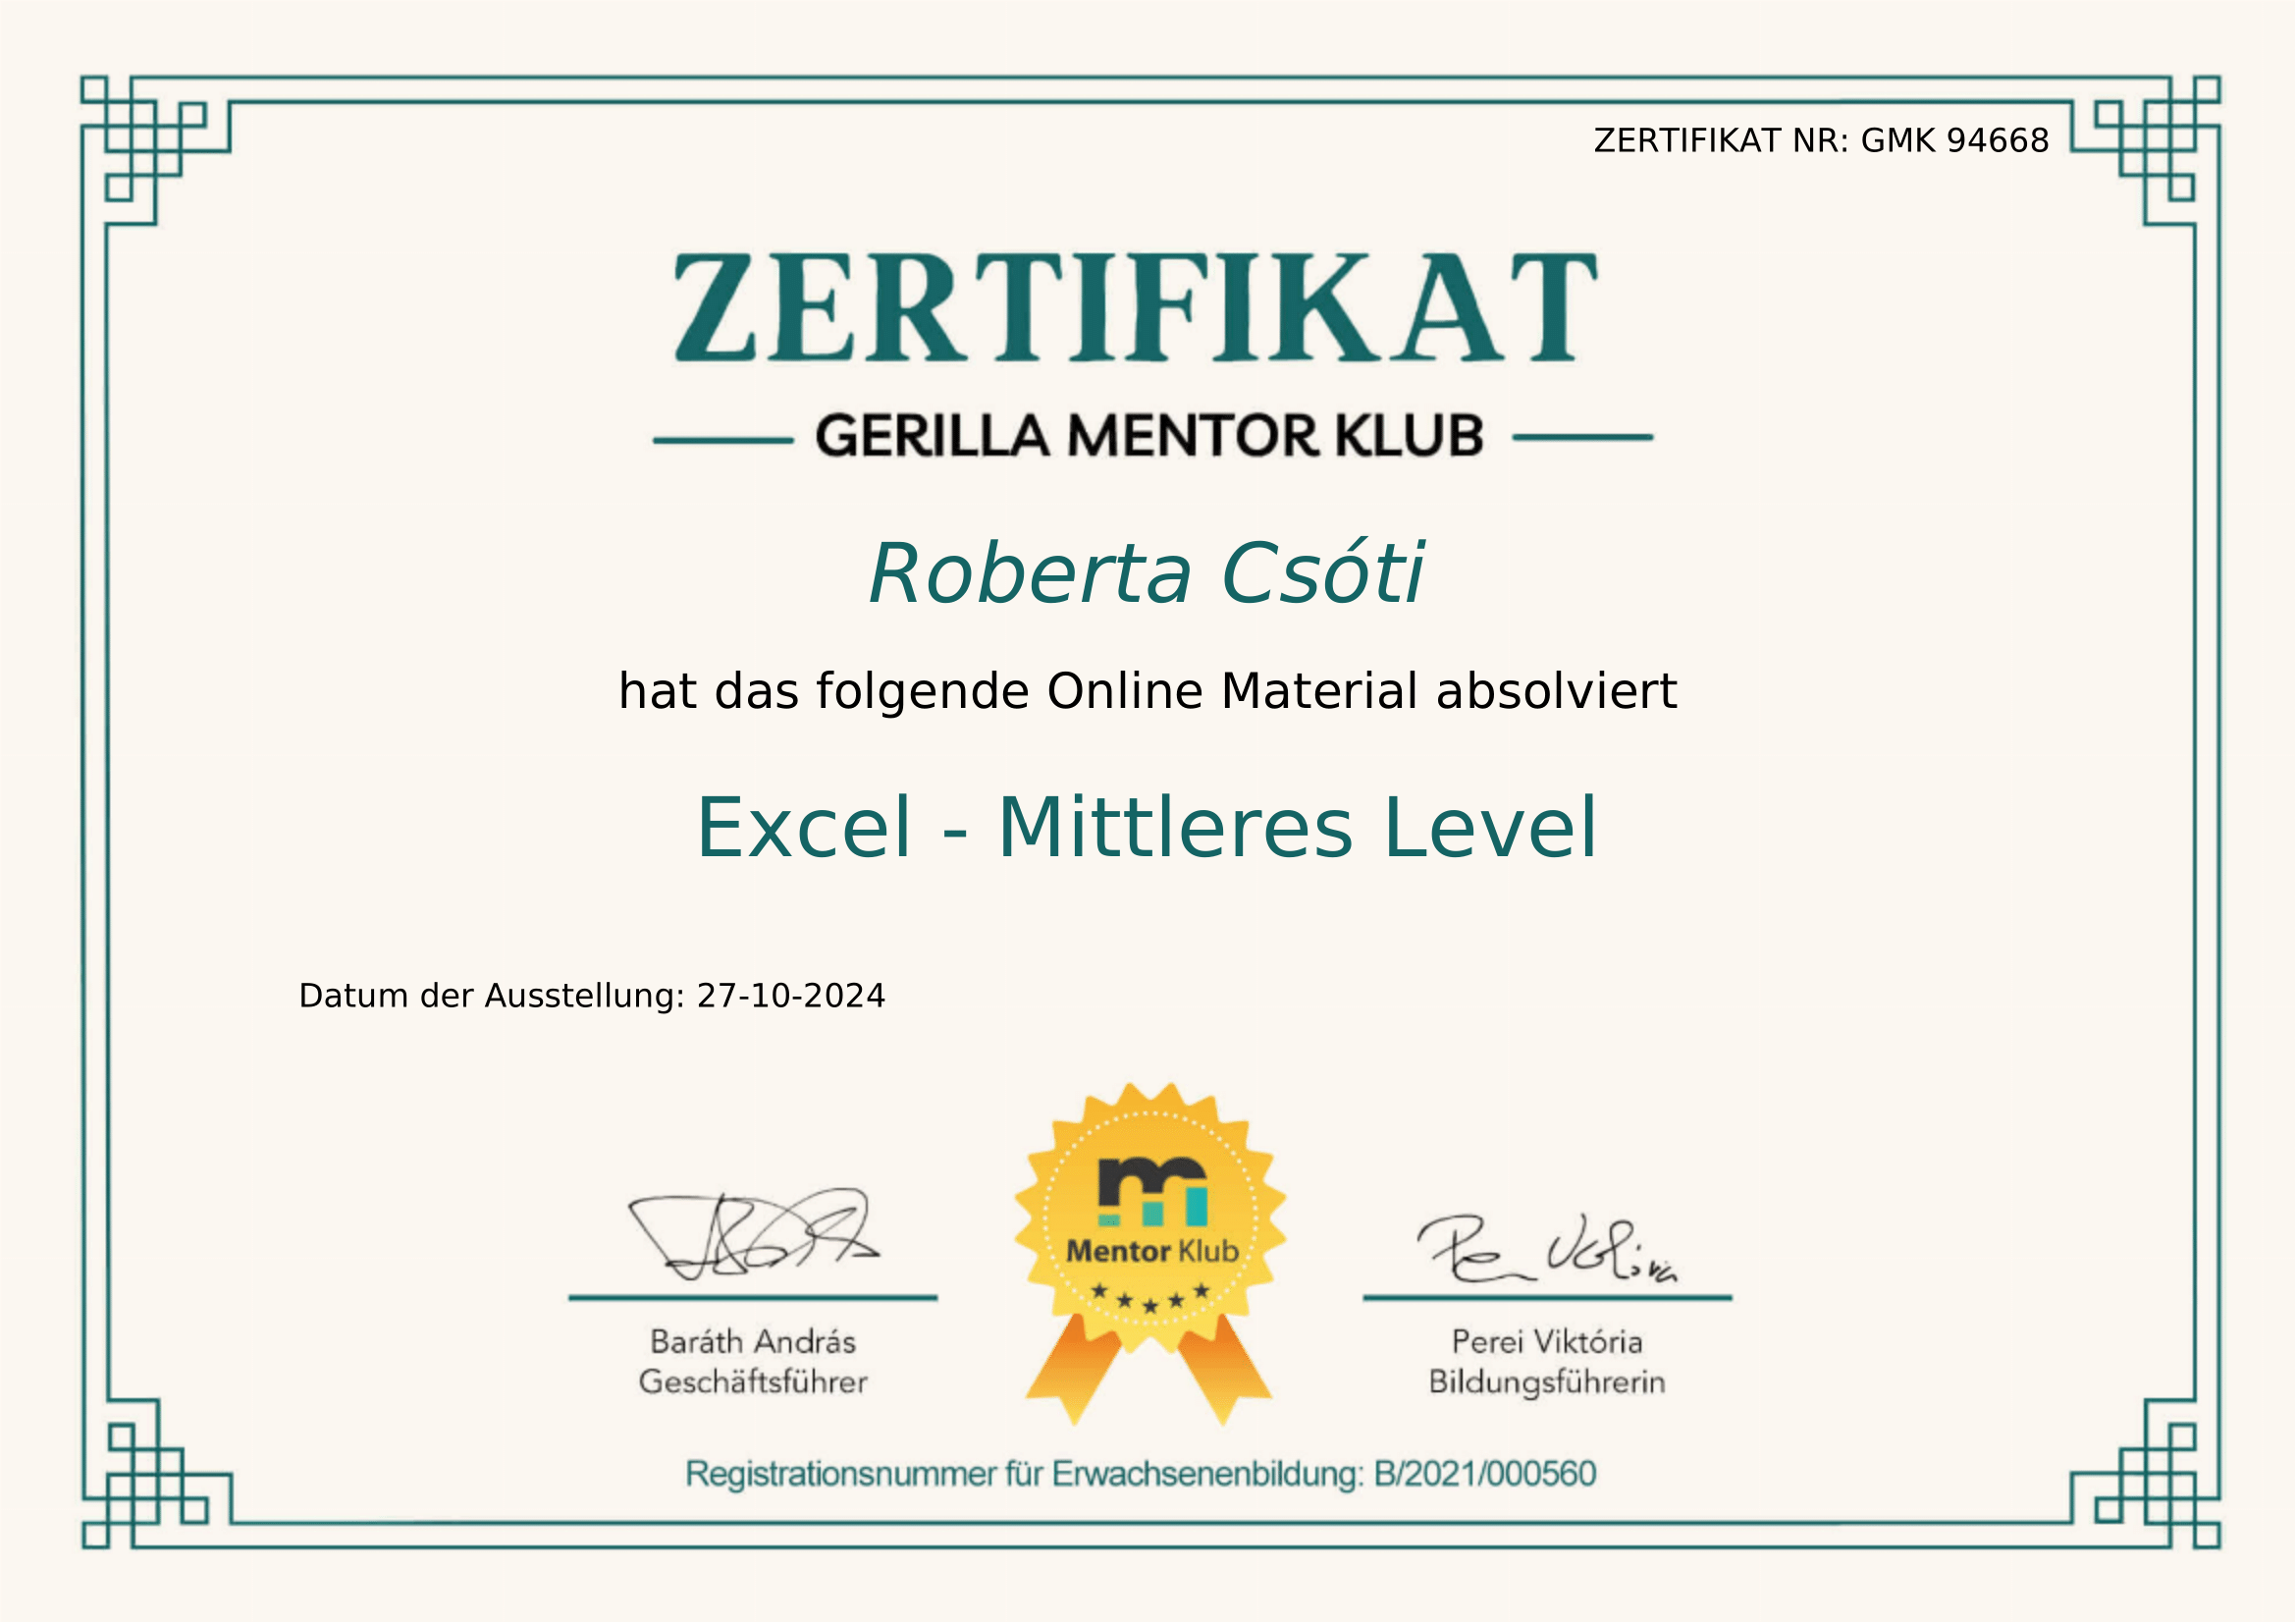 ZERTIFIKAT NR: GMK 94668
ZERTIFIKAT
GERILLA MENTOR KLUB
Roberta Csóti
hat das folgende Online Material absolviert
Excel - Mittleres Level
Datum der Ausstellung: 27-10-2024
Mentor Klub
Baráth András
Geschäftsführer
Perei Viktória
Bildungsführerin
Registrationsnummer für Erwachsenenbildung: B/2021/000560